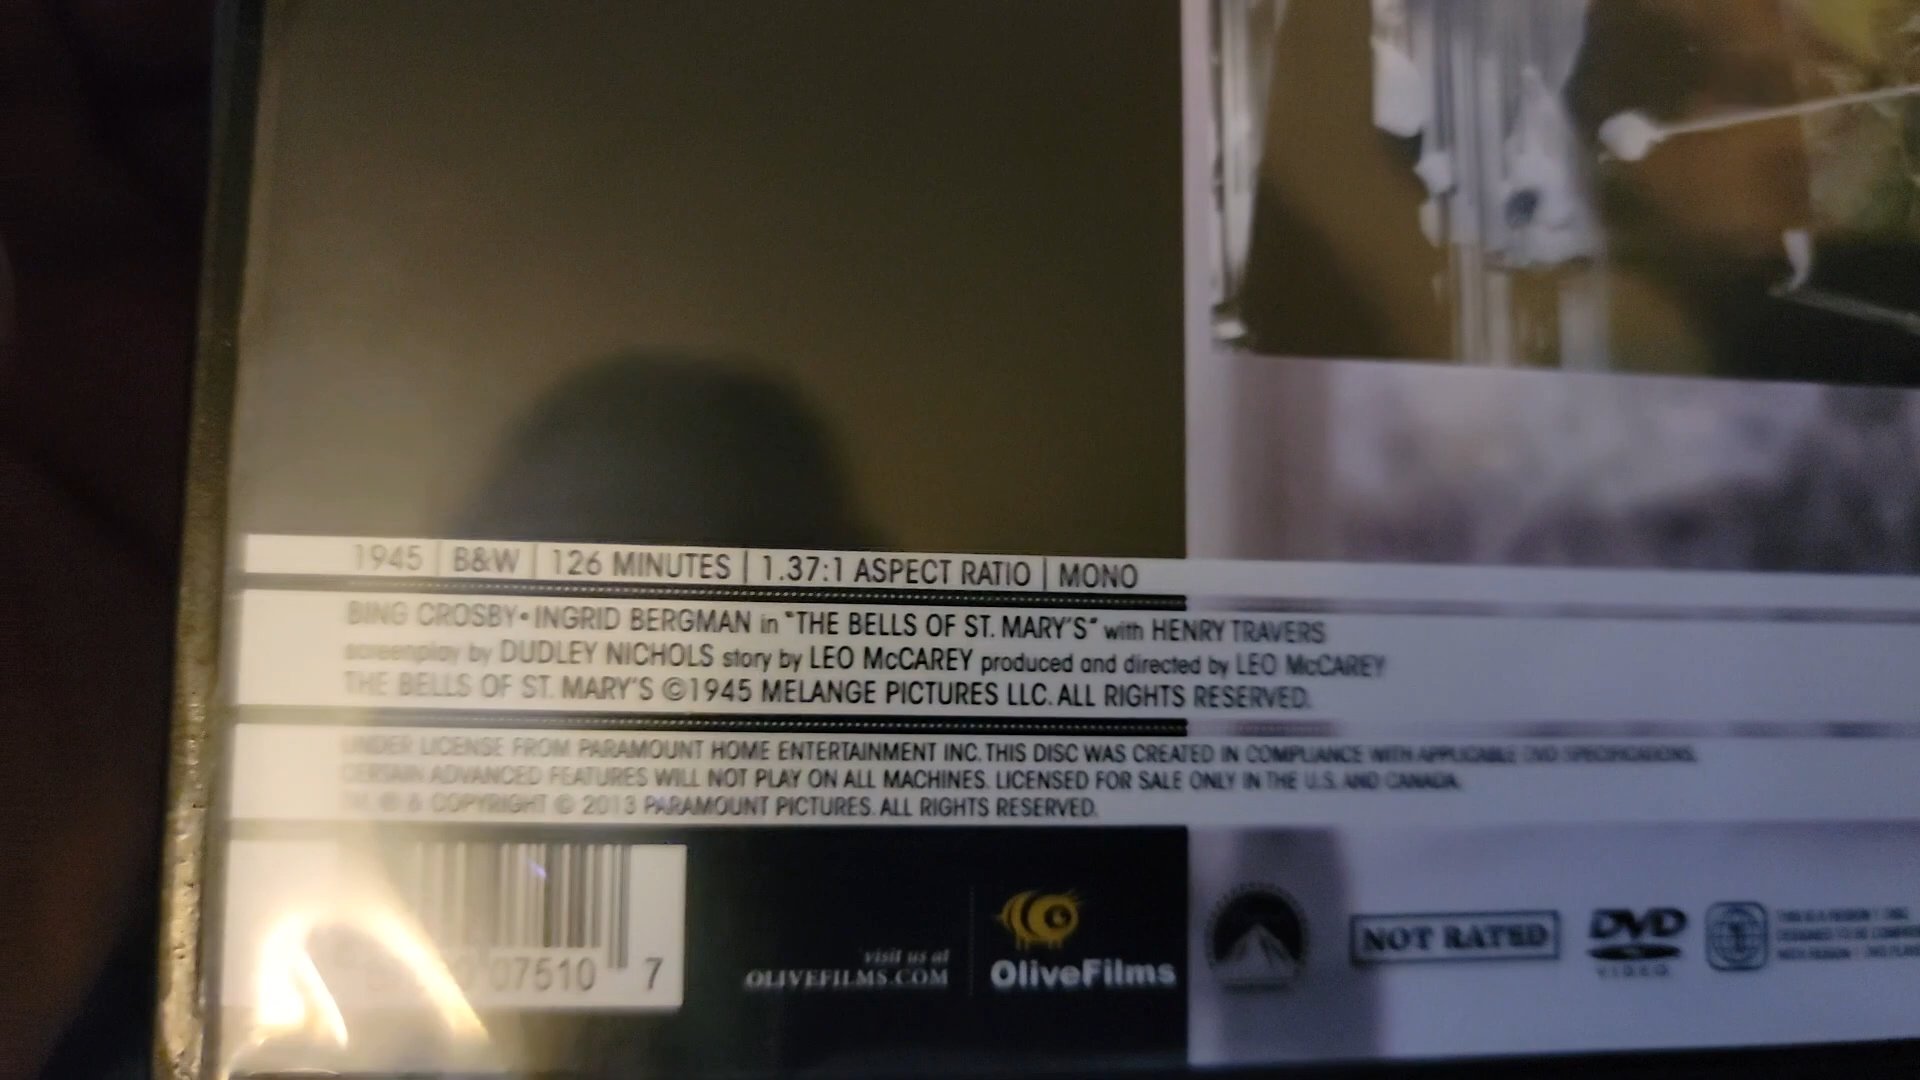 1945 | B&W | 126 MINUTES | 1.37:1 ASPECT RATIO | MONO
BING CROSBY • INGRID BERGMAN in "THE BELLS OF ST. MARY'S" with HENRY TRAVERS
screenplay by DUDLEY NICHOLS story by LEO McCAREY produced and directed by LEO McCAREY
THE BELLS OF ST. MARY'S ©1945 MELANGE PICTURES LLC. ALL RIGHTS RESERVED.
UNDER LICENSE FROM PARAMOUNT HOME ENTERTAINMENT INC. THIS DISC WAS CREATED IN COMPLIANCE WITH APPLICABLE DVD SPECIFICATIONS.
CERTAIN ADVANCED FEATURES WILL NOT PLAY ON ALL MACHINES. LICENSED FOR SALE ONLY IN THE U.S. AND CANADA.
& COPYRIGHT © 2013 PARAMOUNT PICTURES. ALL RIGHTS RESERVED.
07510 7
visit us at
OLIVEFILMS.COM
OliveFilms
NOT RATED
DVD
VIDEO